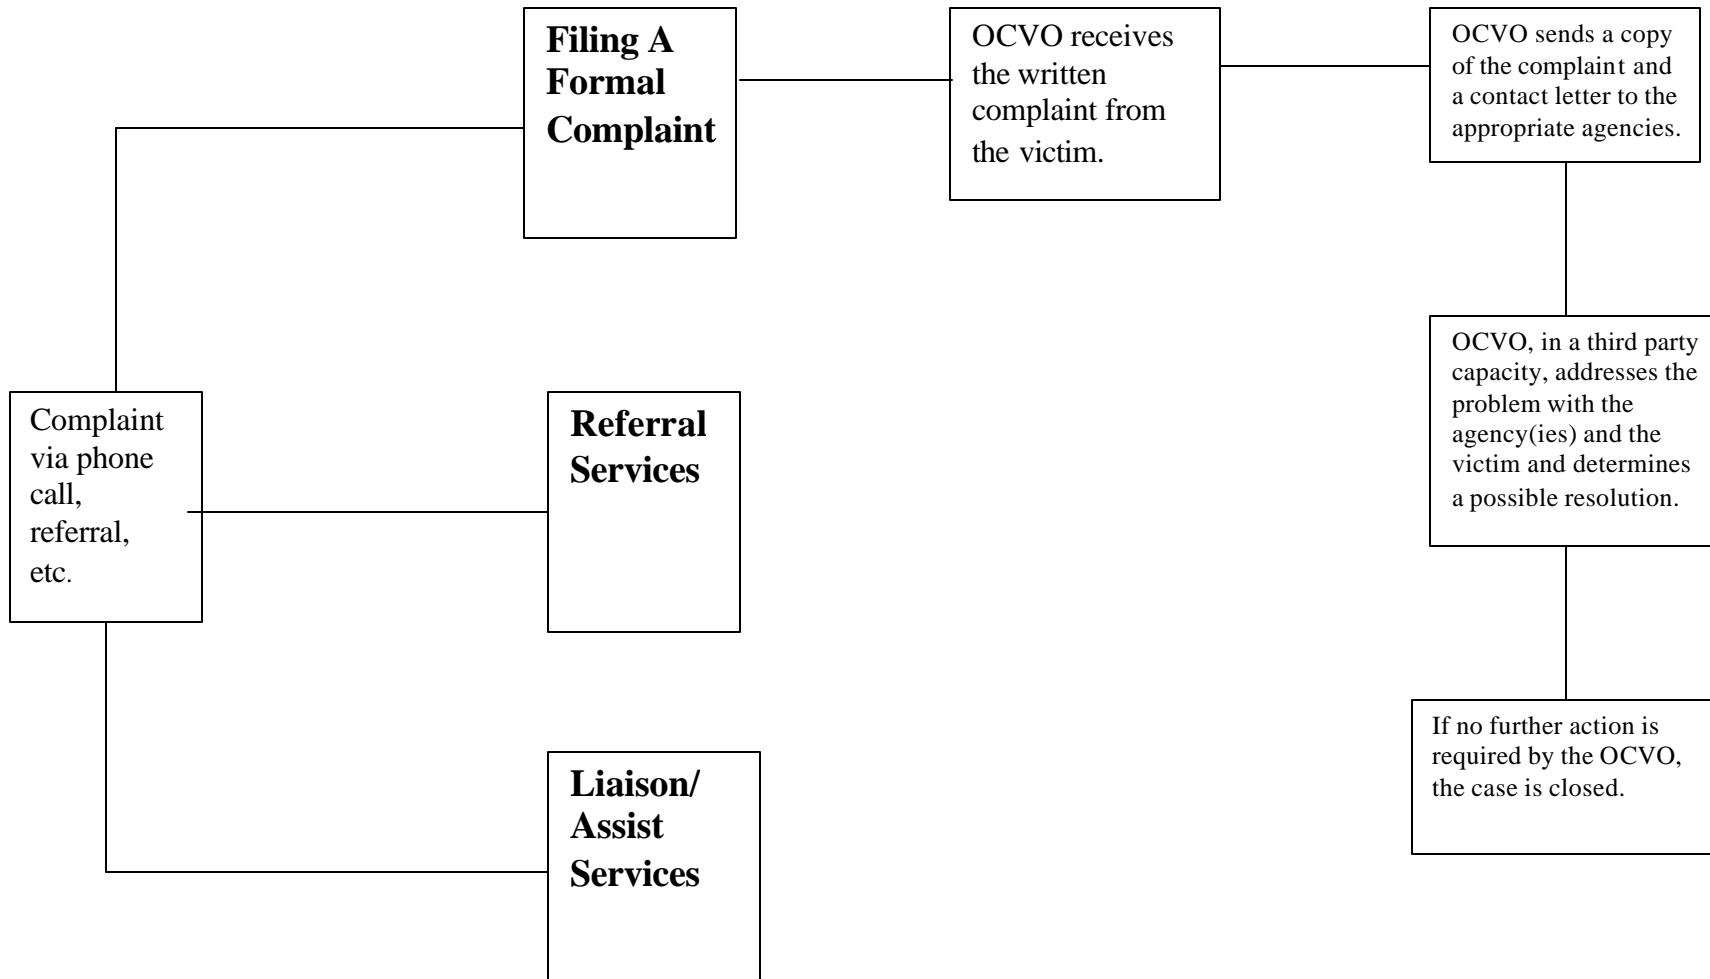 Filing A
Formal
Complaint
OCVO receives
the written
complaint from
the victim.
OCVO sends a copy
of the complaint and
a contact letter to the
appropriate agencies.
OCVO, in a third party
capacity, addresses the
problem with the
agency(ies) and the
victim and determines
a possible resolution.
Complaint
via phone
call,
referral,
etc.
Referral
Services
If no further action is
required by the OCVO,
the case is closed.
Liaison/
Assist
Services